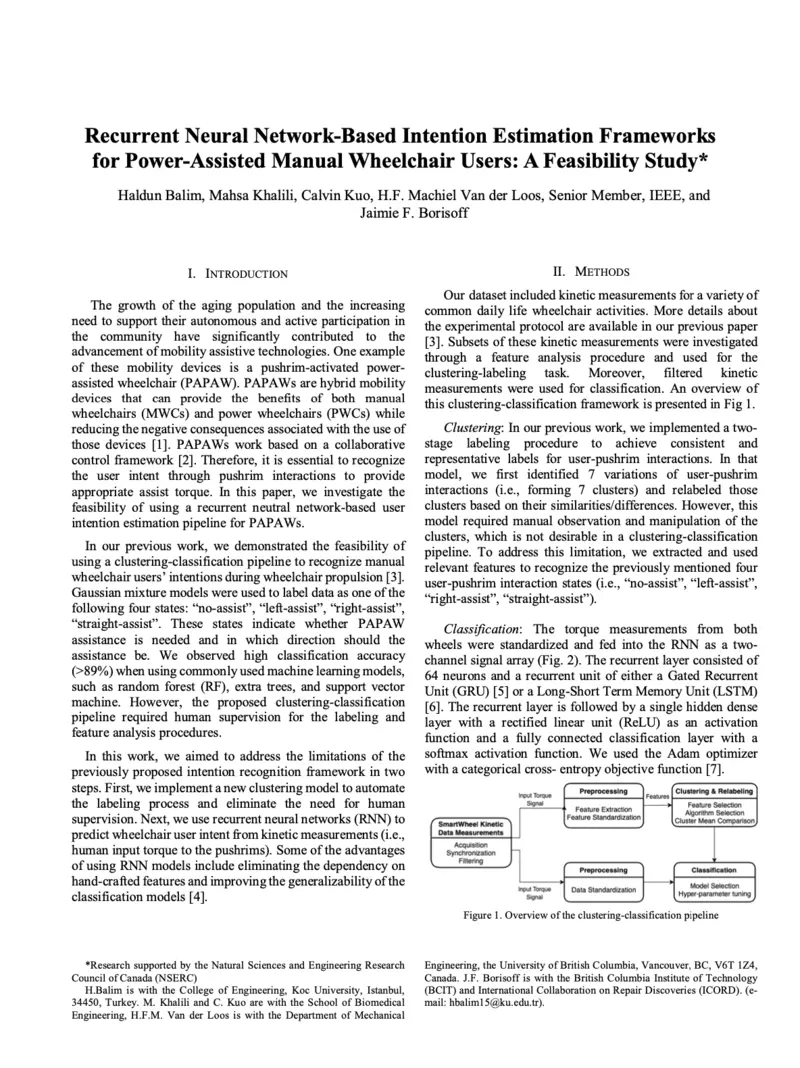 Recurrent Neural Network-Based Intention Estimation Frameworks
for Power-Assisted Manual Wheelchair Users: A Feasibility Study*
Haldun Balim, Mahsa Khalili, Calvin Kuo, H.F. Machiel Van der Loos, Senior Member, IEEE, and
Jaimie F. Borisoff
I. INTRODUCTION
The growth of the aging population and the increasing
need to support their autonomous and active participation in
the community have significantly contributed to the
advancement of mobility assistive technologies. One example
of these mobility devices is a pushrim-activated power-
assisted wheelchair (PAPAW). PAPAWs are hybrid mobility
devices that can provide the benefits of both manual
wheelchairs (MWCs) and power wheelchairs (PWCs) while
reducing the negative consequences associated with the use of
those devices [1]. PAPAWs work based on a collaborative
control framework [2]. Therefore, it is essential to recognize
the user intent through pushrim interactions to provide
appropriate assist torque. In this paper, we investigate the
feasibility of using a recurrent neutral network-based user
intention estimation pipeline for PAPAWs.
In our previous work, we demonstrated the feasibility of
using a clustering-classification pipeline to recognize manual
wheelchair users' intentions during wheelchair propulsion [3].
Gaussian mixture models were used to label data as one of the
following four states: “no-assist”, “left-assist”, “right-assist”,
“straight-assist”. These states indicate whether PAPAW
assistance is needed and in which direction should the
assistance be. We observed high classification accuracy
(>89%) when using commonly used machine learning models,
such as random forest (RF), extra trees, and support vector
machine. However, the proposed clustering-classification
pipeline required human supervision for the labeling and
feature analysis procedures.
In this work, we aimed to address the limitations of the
previously proposed intention recognition framework in two
steps. First, we implement a new clustering model to automate
the labeling process and eliminate the need for human
supervision. Next, we use recurrent neural networks (RNN) to
predict wheelchair user intent from kinetic measurements (i.e.,
human input torque to the pushrims). Some of the advantages
of using RNN models include eliminating the dependency on
hand-crafted features and improving the generalizability of the
classification models [4].
*Research supported by the Natural Sciences and Engineering Research
Council of Canada (NSERC)
H.Balim is with the College of Engineering, Koc University, Istanbul,
34450, Turkey. M. Khalili and C. Kuo are with the School of Biomedical
Engineering, H.F.M. Van der Loos is with the Department of Mechanical
II. METHODS
Our dataset included kinetic measurements for a variety of
common daily life wheelchair activities. More details about
the experimental protocol are available in our previous paper
[3]. Subsets of these kinetic measurements were investigated
through a feature analysis procedure and used for the
clustering-labeling task. Moreover, filtered kinetic
measurements were used for classification. An overview of
this clustering-classification framework is presented in Fig 1.
Clustering: In our previous work, we implemented a two-
stage labeling procedure to achieve consistent and
representative labels for user-pushrim interactions. In that
model, we first identified 7 variations of user-pushrim
interactions (i.e., forming 7 clusters) and relabeled those
clusters based on their similarities/differences. However, this
model required manual observation and manipulation of the
clusters, which is not desirable in a clustering-classification
pipeline. To address this limitation, we extracted and used
relevant features to recognize the previously mentioned four
user-pushrim interaction states (i.e., “no-assist”, “left-assist”,
“right-assist”, “straight-assist”).
Classification: The torque measurements from both
wheels were standardized and fed into the RNN as a two-
channel signal array (Fig. 2). The recurrent layer consisted of
64 neurons and a recurrent unit of either a Gated Recurrent
Unit (GRU) [5] or a Long-Short Term Memory Unit (LSTM)
[6]. The recurrent layer is followed by a single hidden dense
layer with a rectified linear unit (ReLU) as an activation
function and a fully connected classification layer with a
softmax activation function. We used the Adam optimizer
with a categorical cross- entropy objective function [7].
SmartWheel Kinetic
Data Measurements
Acquisition
Synchronization
Filtering
Input Torque
Signal
Preprocessing
Feature Extraction
Feature Standardization
Features
Clustering & Relabeling
Feature Selection
Algorithm Selection
Cluster Mean Comparison
Input Torque
Signal
Preprocessing
Data Standardization
Classification
Model Selection
Hyper-parameter tuning
Figure 1. Overview of the clustering-classification pipeline
Engineering, the University of British Columbia, Vancouver, BC, V6T 1Z4,
Canada. J.F. Borisoff is with the British Columbia Institute of Technology
(BCIT) and International Collaboration on Repair Discoveries (ICORD). (e-
mail: hbalim15@ku.edu.tr).